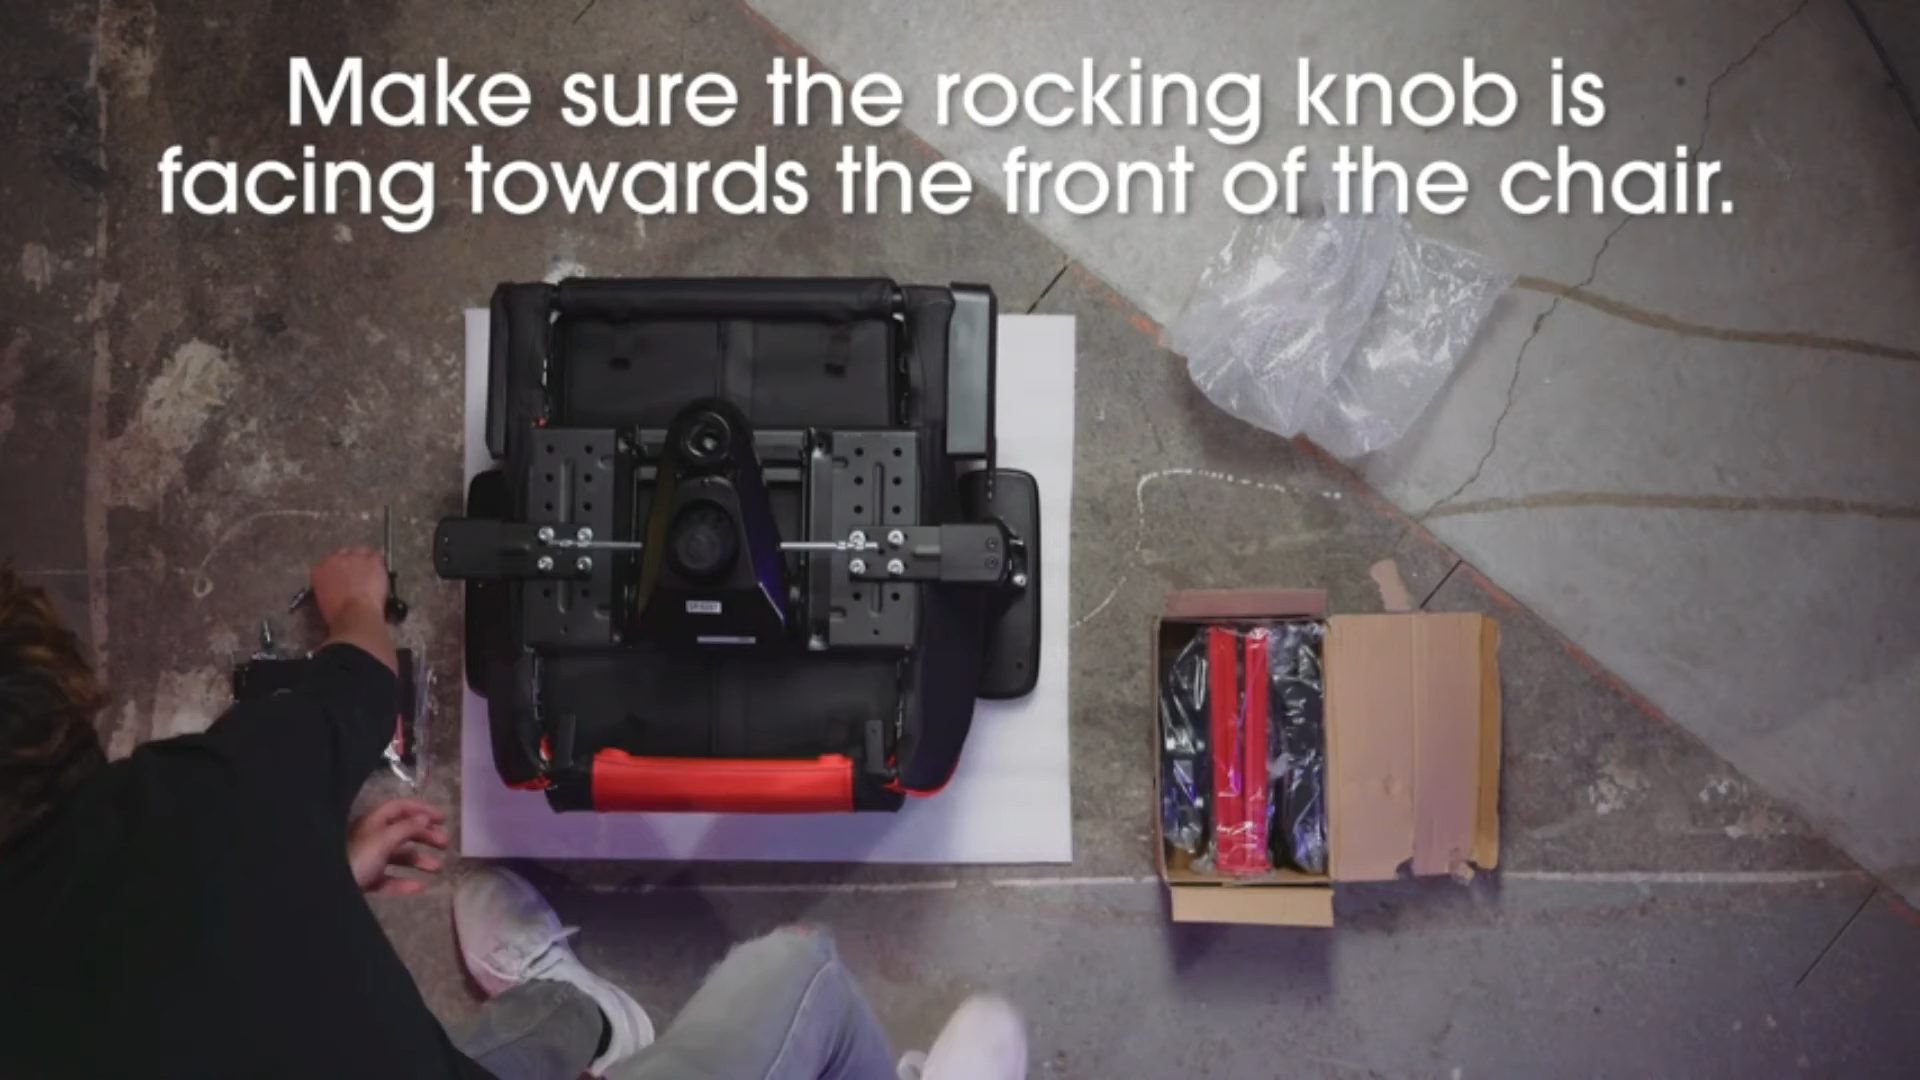 Make sure the rocking knob is
facing towards the front of the chair.